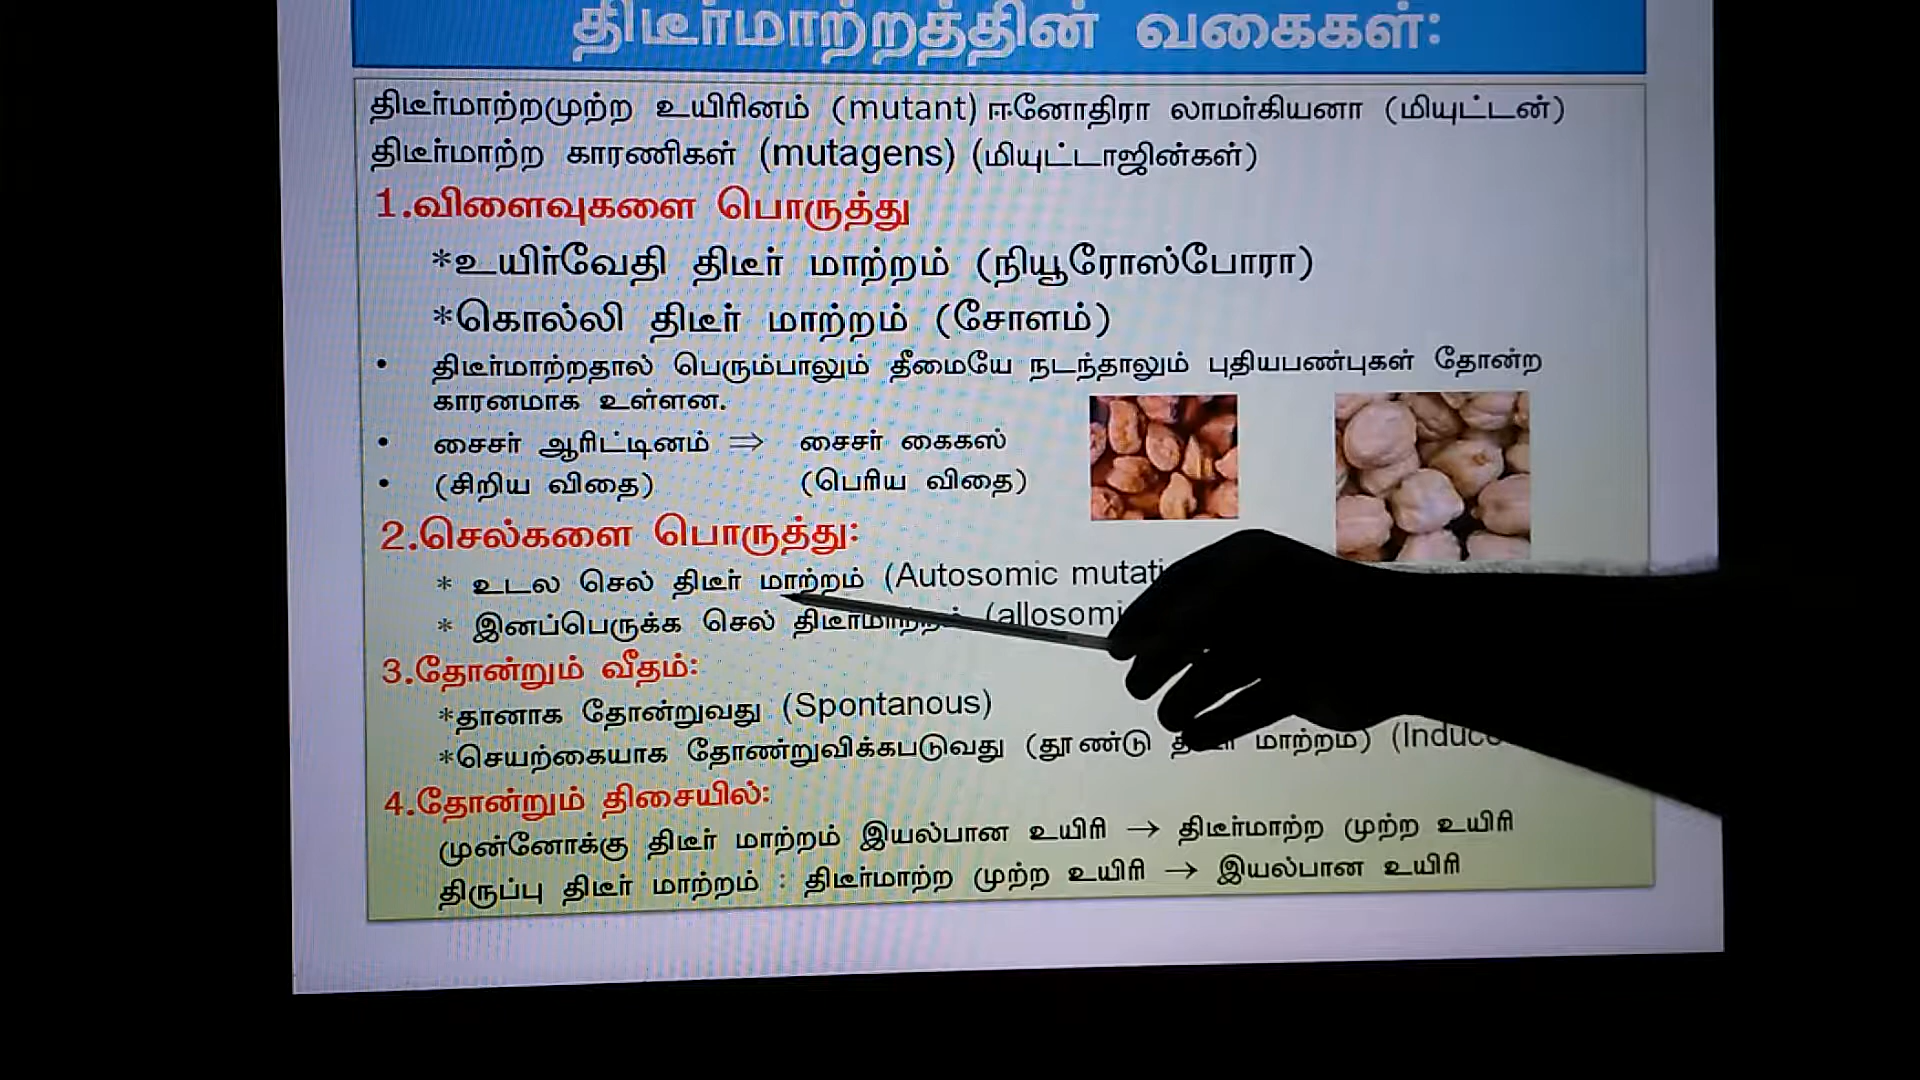 திடீர்மாற்றத்தின் வகைகள்:
திடீர்மாற்றமுற்ற உயிரினம் (mutant) ஈனோதிரா லாமர்கியனா (மியுட்டன்)
திடீர்மாற்ற காரணிகள் (mutagens) (மியுட்டாஜின்கள்)
1.விளைவுகளை பொருத்து
*உயிர்வேதி திடீர் மாற்றம் (நியூரோஸ்போரா)
*கொல்லி திடீர் மாற்றம் (சோளம்)
• திடீர்மாற்றதால் பெரும்பாலும் தீமையே நடந்தாலும் புதியபண்புகள் தோன்ற
காரனமாக உள்ளன.
• சைசர் ஆரிட்டினம் ⇒ சைசர் கைகஸ்
• (சிறிய விதை) (பெரிய விதை)
2.செல்களை பொருத்து:
* உடல செல் திடீர் மாற்றம் (Autosomic
* இனப்பெருக்க செல் திடீர்மாற்றம்
3.தோன்றும் வீதம்:
*தானாக தோன்றுவது (Spontanous)
*செயற்கையாக தோண்றுவிக்கபடுவது (தூண்டு மாற்றம்)
4.தோன்றும் திசையில்:
முன்னோக்கு திடீர் மாற்றம் இயல்பான உயிரி → திடீர்மாற்ற முற்ற உயிரி
திருப்பு திடீர் மாற்றம் : திடீர்மாற்ற முற்ற உயிரி → இயல்பான உயிரி